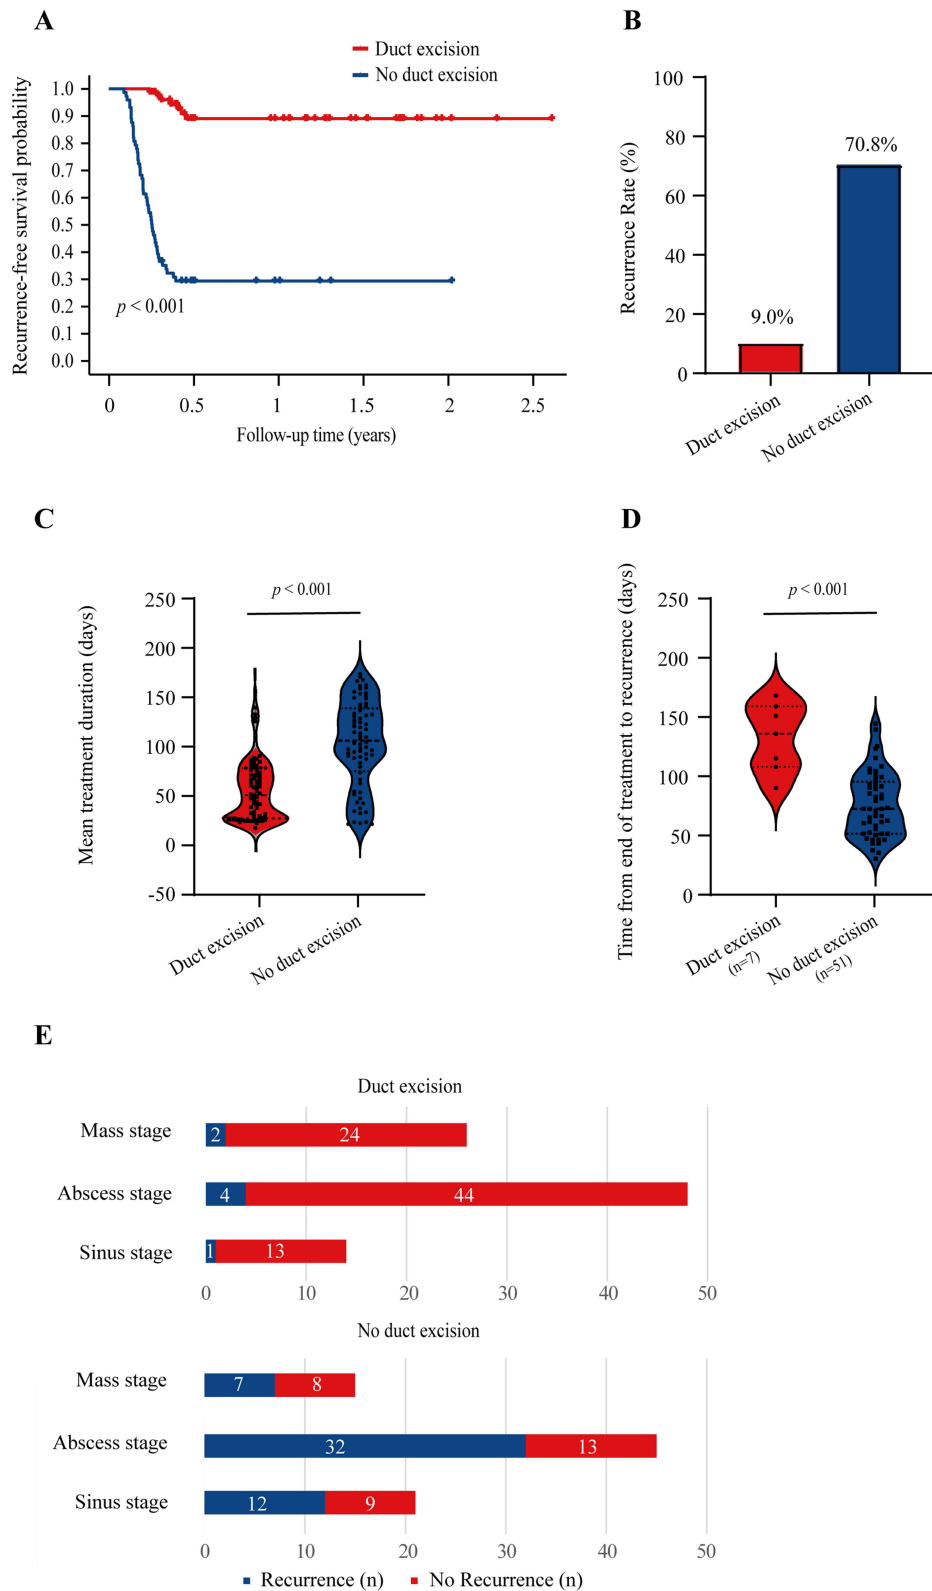 A
Duct excision
No duct excision
Recurrence-free survival probability
1.0
0.9
0.8
0.7
0.6
0.5
0.4
0.3
0.2
0.1
0.0
p < 0.001
0 0.5 1 1.5 2 2.5
Follow-up time (years)
B
Recurrence Rate (%)
100
80
60
40
20
0
9.0%
70.8%
Duct excision
No duct excision
C
Mean treatment duration (days)
250
200
150
100
50
0
-50
p < 0.001
Duct excision
No duct excision
D
Time from end of treatment to recurrence (days)
250
200
150
100
50
0
p < 0.001
Duct excision
(n=7)
No duct excision
(n=51)
E
Duct excision
Mass stage 2 24
Abscess stage 4 44
Sinus stage 1 13
0 10 20 30 40 50
No duct excision
Mass stage 7 8
Abscess stage 32 13
Sinus stage 12 9
0 10 20 30 40 50
Recurrence (n) No Recurrence (n)